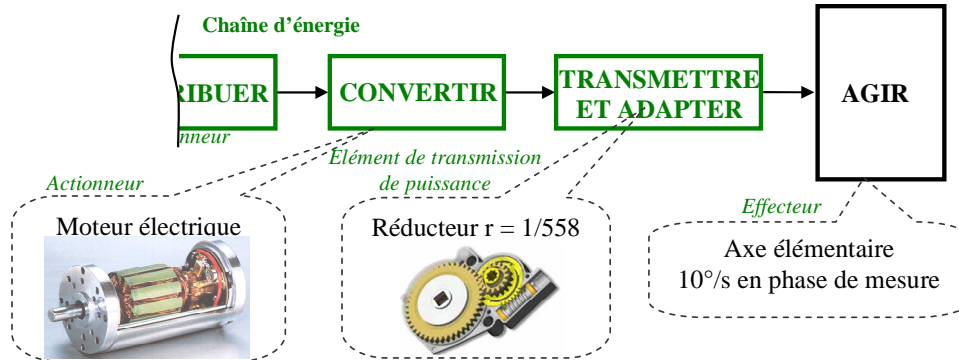 Chaîne d'énergie
RIBUER
CONVERTIR
TRANSMETTRE
ET ADAPTER
AGIR
nneur
Elément de transmission
de puissance
Actionneur
Effecteur
Moteur électrique
Réducteur r = 1/558
Axe élémentaire
10°/s en phase de mesure